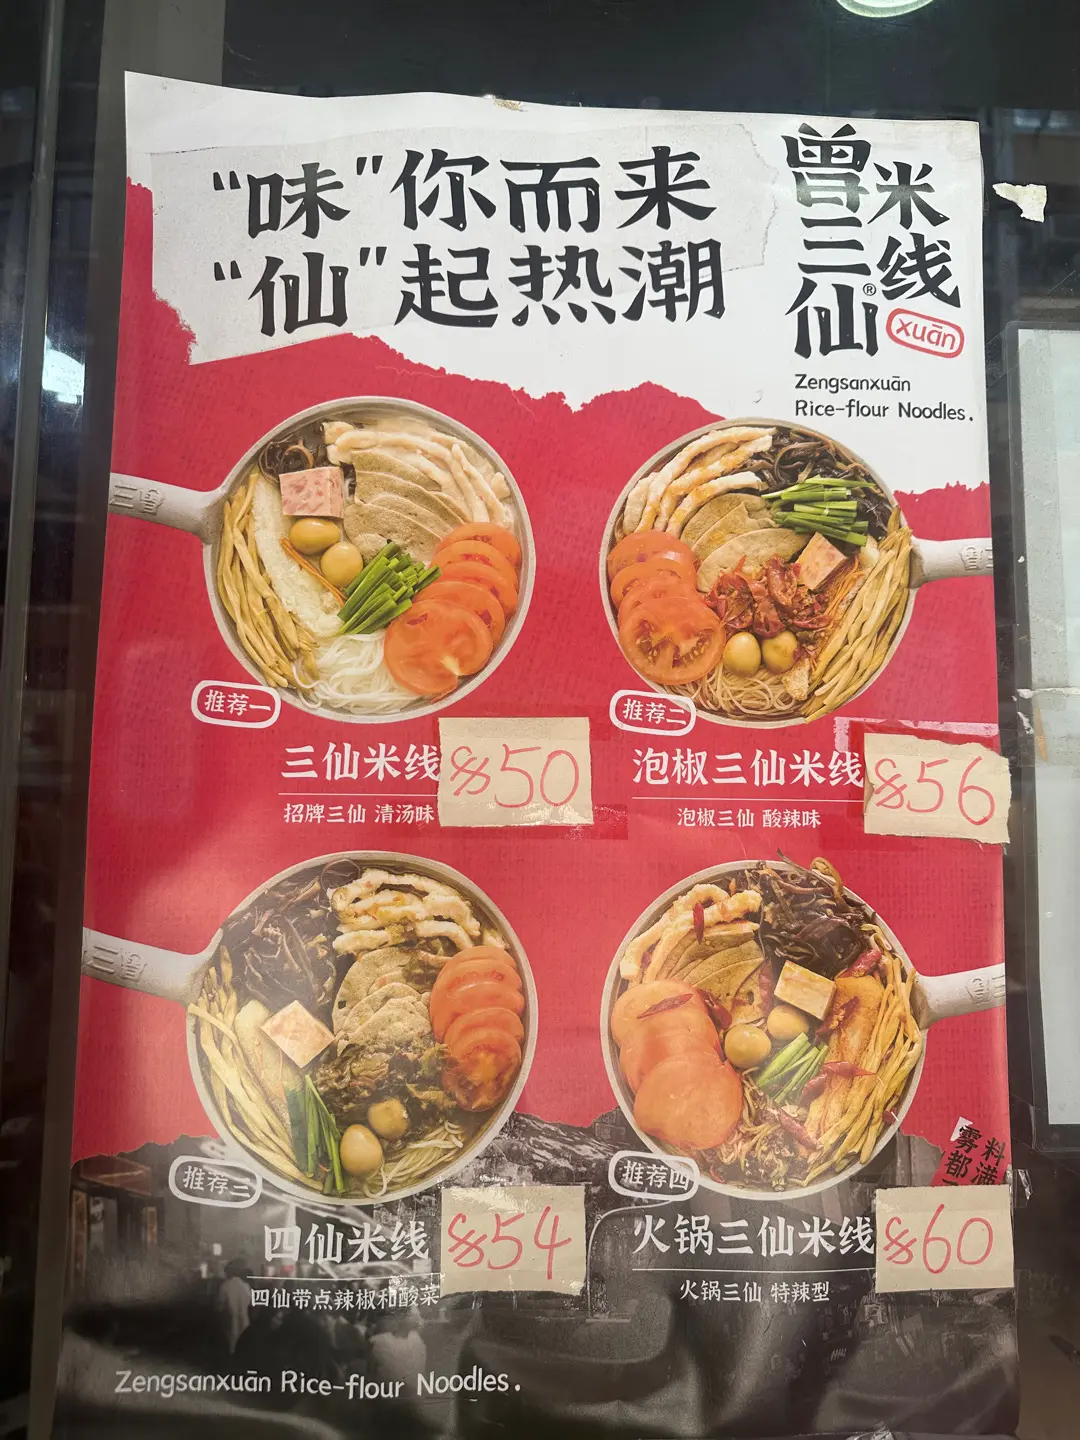 “味”你而来
“仙”起热潮
曾三仙®
米线
xuān
Zengsanxuān
Rice-flour Noodles.
推荐一
三仙米线
50
招牌三仙 清汤味
推荐二
泡椒三仙米线
56
泡椒三仙 酸辣味
推荐三
四仙米线
54
四仙带点辣椒和酸菜
推荐四
火锅三仙米线
60
火锅三仙 特辣型
雾都
料满
Zengsanxuān Rice-flour Noodles.